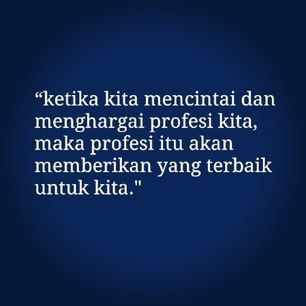 “ketika kita mencintai dan
menghargai profesi kita,
maka profesi itu akan
memberikan yang terbaik
untuk kita."